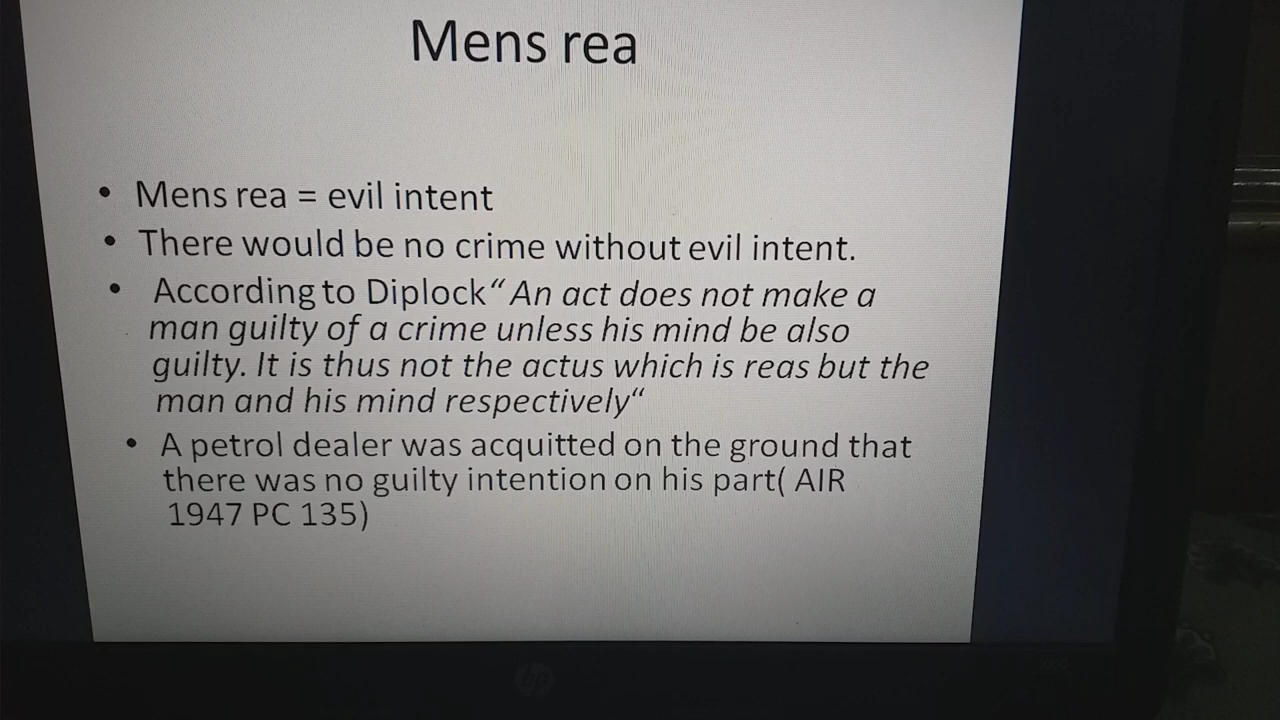 Mens rea
• Mens rea = evil intent
• There would be no crime without evil intent.
• According to Diplock“ An act does not make a
man guilty of a crime unless his mind be also
guilty. It is thus not the actus which is reas but the
man and his mind respectively“
• A petrol dealer was acquitted on the ground that
there was no guilty intention on his part( AIR
1947 PC 135)
hp